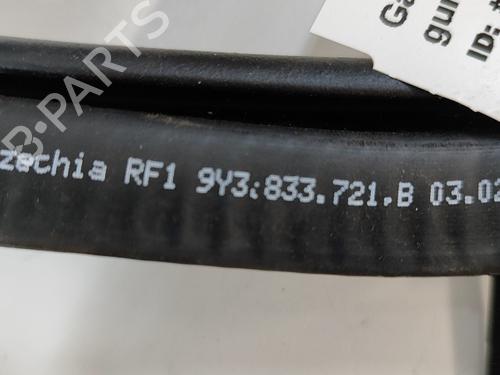 Ga
gu
ID: #
B-PARTS
zechia RF1 9Y3.833.721.B 03.02